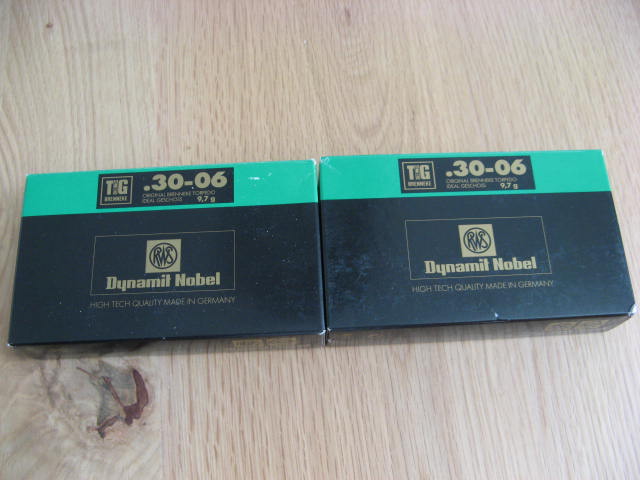 TIG
BRENNEKE
.30-06
ORIGINAL BRENNEKE TORPEDO
IDEAL GESCHOSS 9,7 g
RWS
Dynamit Nobel
HIGH TECH QUALITY MADE IN GERMANY
TIG
BRENNEKE
.30-06
ORIGINAL BRENNEKE TORPEDO
IDEAL GESCHOSS 9,7 g
RWS
Dynamit Nobel
HIGH TECH QUALITY MADE IN GERMANY